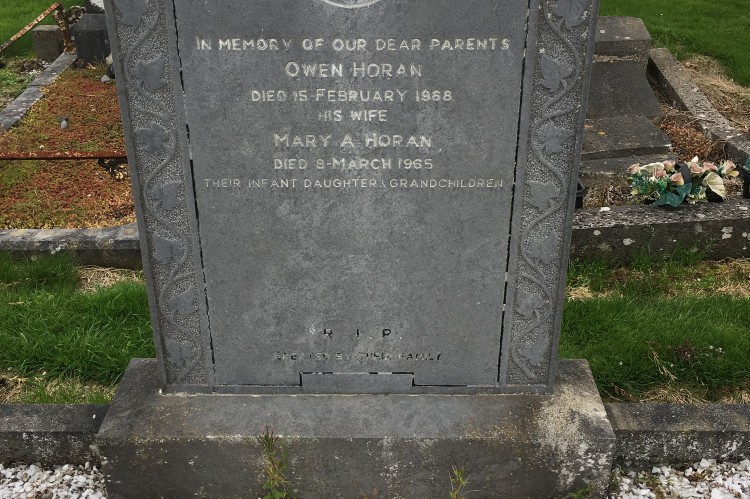 IN MEMORY OF OUR DEAR PARENTS
OWEN HORAN
DIED 15-FEBRUARY 1968
HIS WIFE
MARY A. HORAN
DIED 8-MARCH 1965
THEIR INFANT DAUGHTER & GRANDCHILDREN
R.I.P.
ERECTED BY THEIR FAMILY